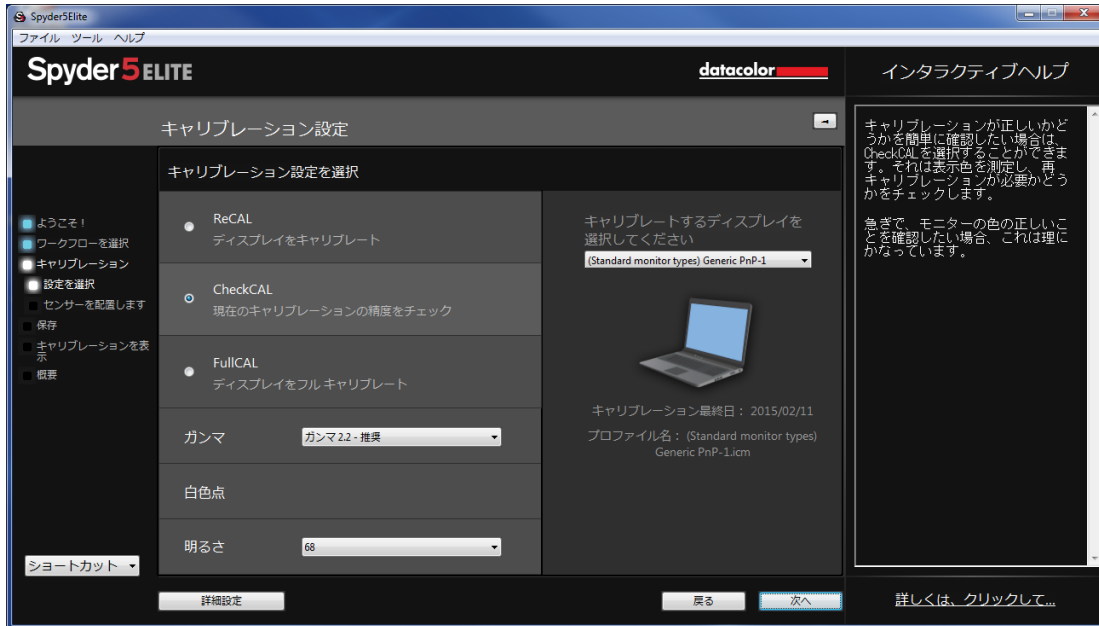 Spyder5Elite
ファイル ツール ヘルプ
Spyder5ELITE
datacolor
インタラクティブヘルプ
キャリブレーション設定
キャリブレーション設定を選択
ようこそ!
ワークフローを選択
キャリブレーション
設定を選択
センサーを配置します
保存
キャリブレーションを表
示
概要
ショートカット
ReCAL
ディスプレイをキャリブレート
CheckCAL
現在のキャリブレーションの精度をチェック
FullCAL
ディスプレイをフル キャリブレート
ガンマ ガンマ 2.2 - 推奨
白色点
明るさ 68
キャリブレートするディスプレイを
選択してください
(Standard monitor types) Generic PnP-1
キャリブレーション最終日: 2015/02/11
プロファイル名: (Standard monitor types)
Generic PnP-1.icm
キャリブレーションが正しいかど
うかを簡単に確認したい場合は、
CheckCALを選択することができま
す。それは表示色を測定し、再
キャリブレーションが必要かどう
かをチェックします。
急ぎで、モニターの色の正しいこ
とを確認したい場合、これは理に
かなっています。
詳細設定
戻る
次へ
詳しくは、クリックして...